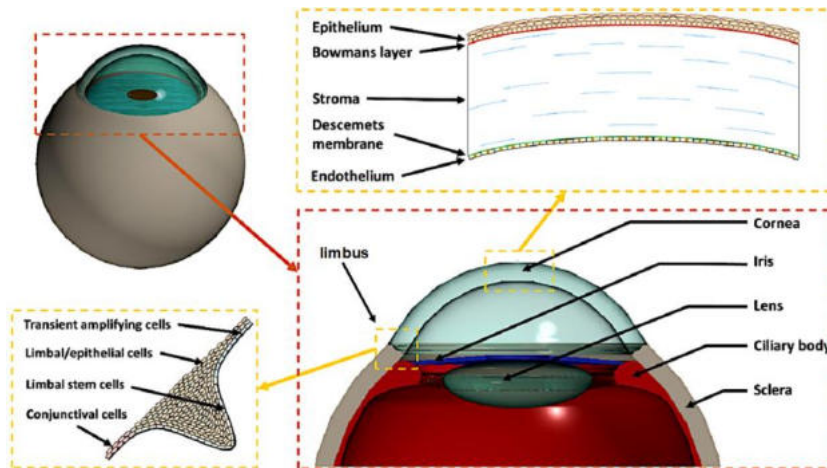 Epithelium
Bowmans layer
Stroma
Descemets
membrane
Endothelium
limbus
Cornea
Iris
Lens
Ciliary body
Sclera
Transient amplifying cells
Limbal/epithelial cells
Limbal stem cells
Conjunctival cells